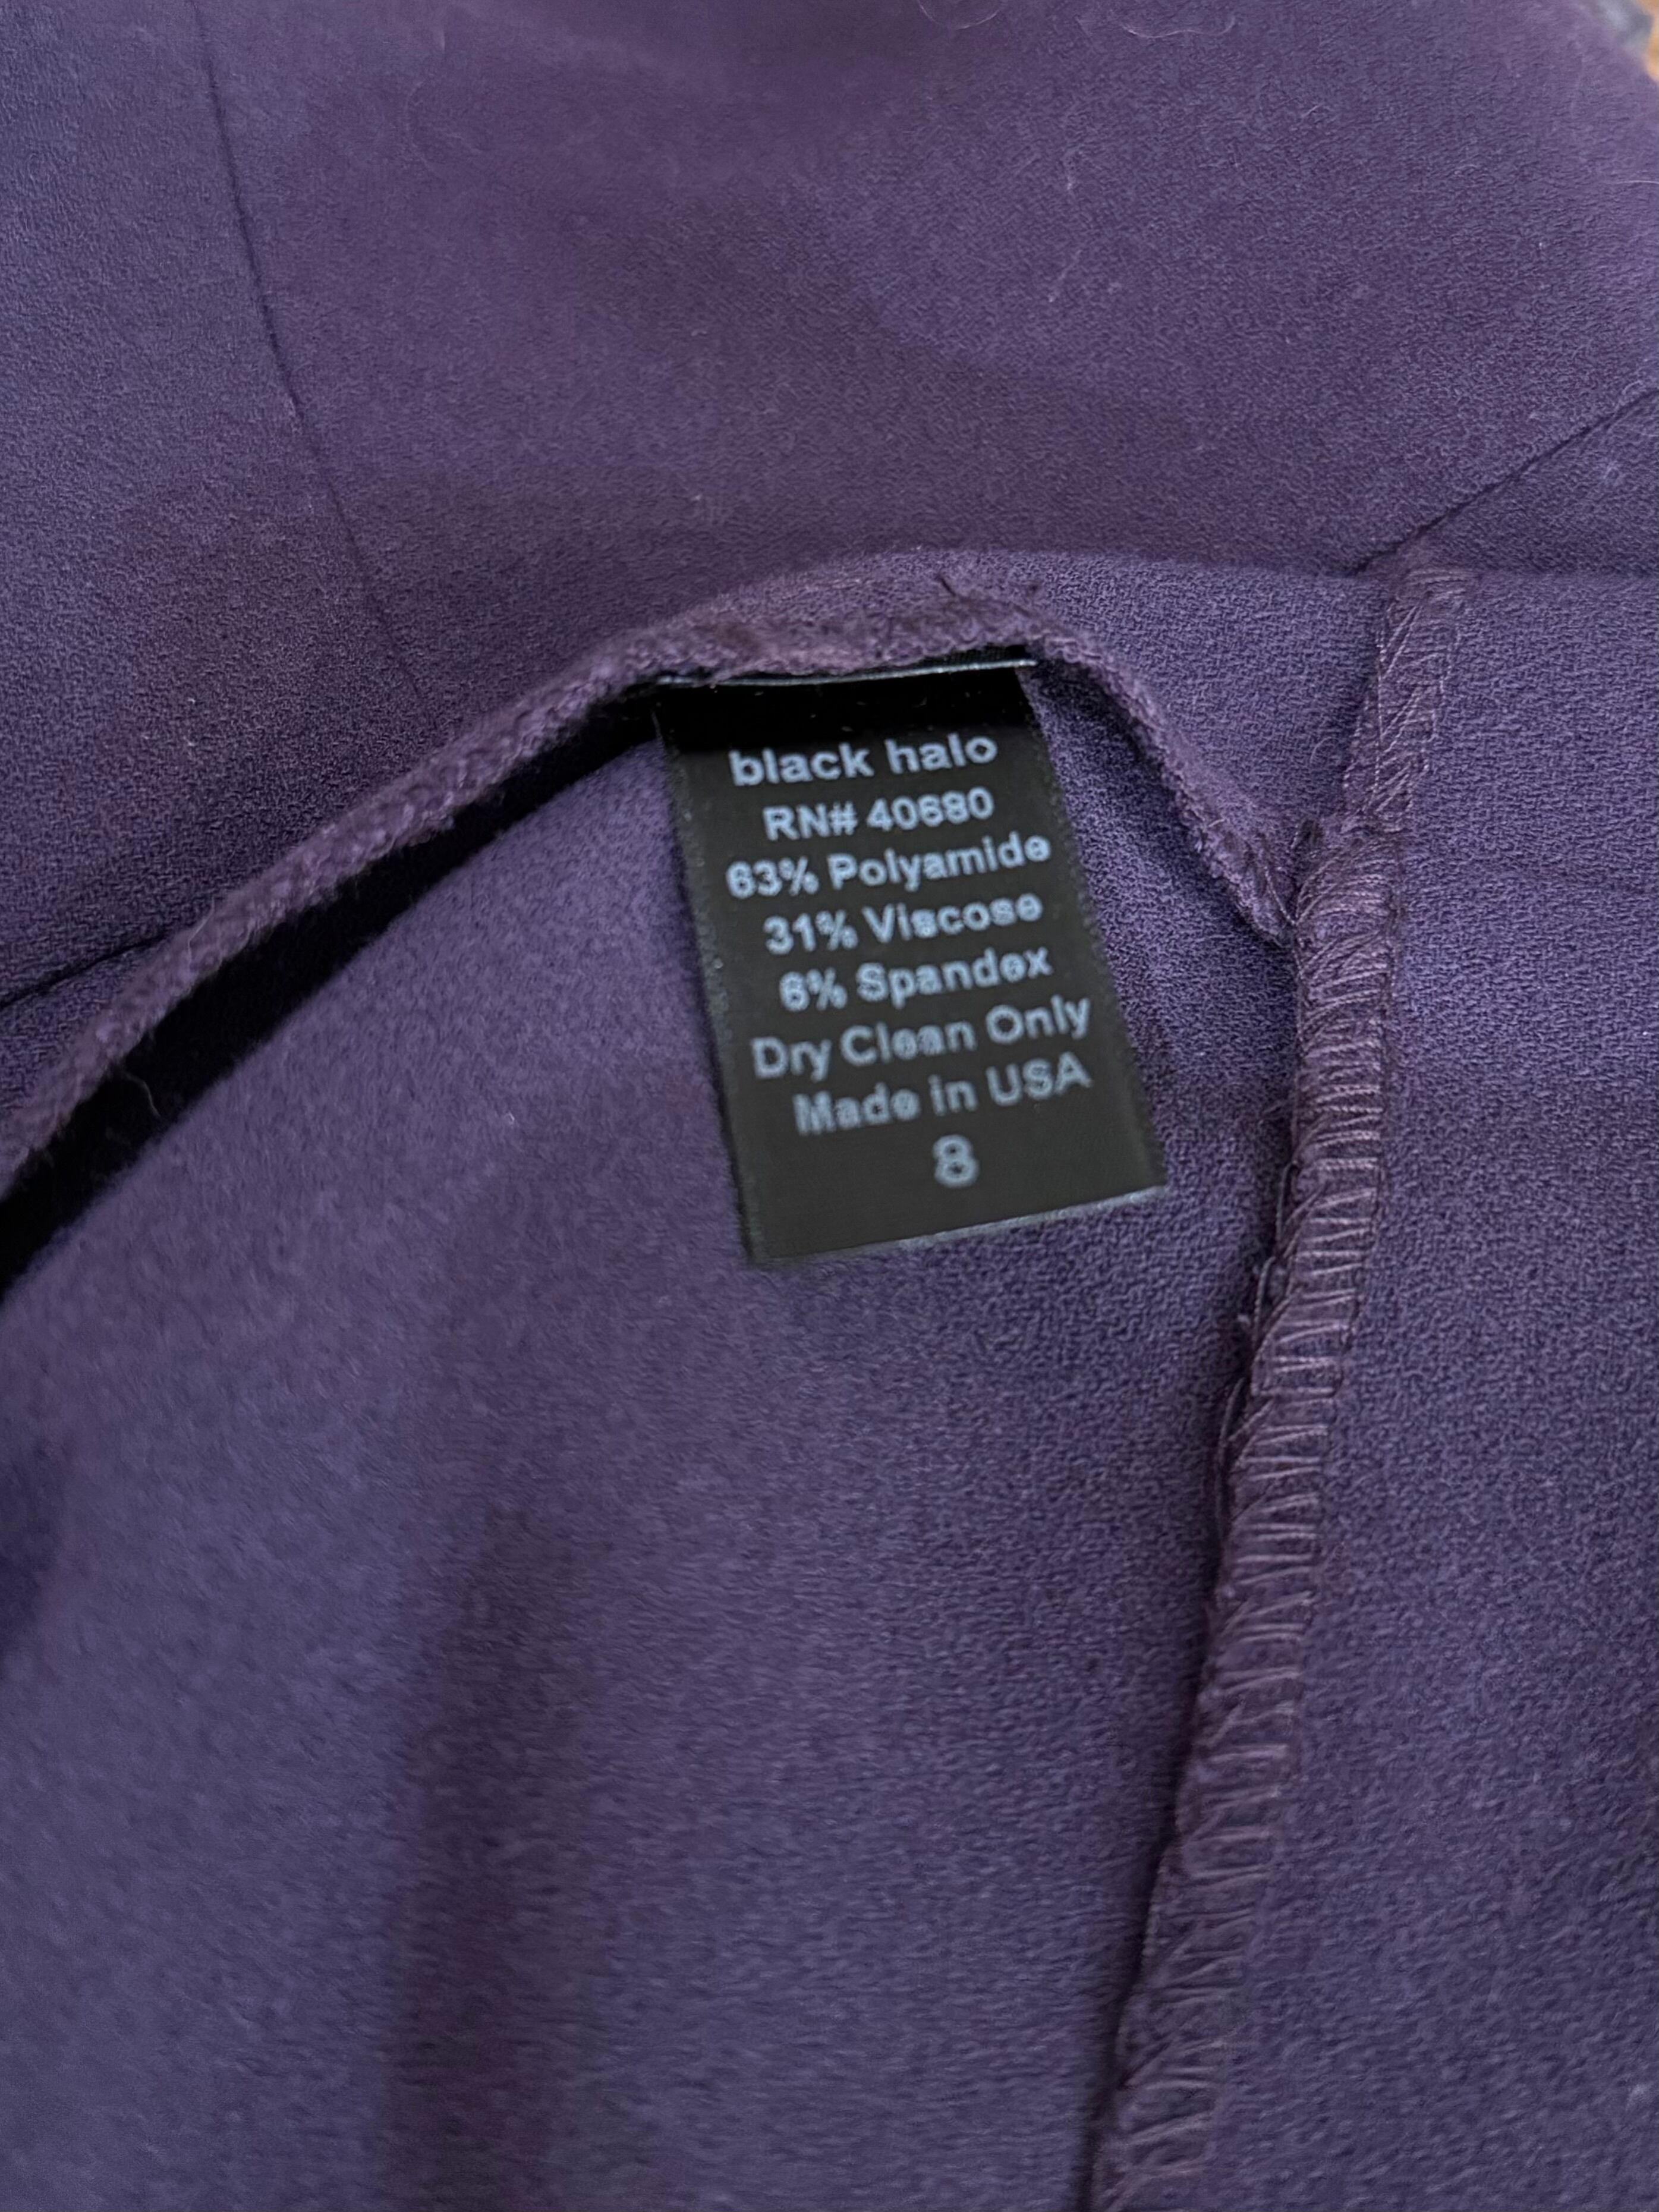 black halo
RN# 40680
63% Polyamide
31% Viscose
6% Spandex
Dry Clean Only
Made in USA
8